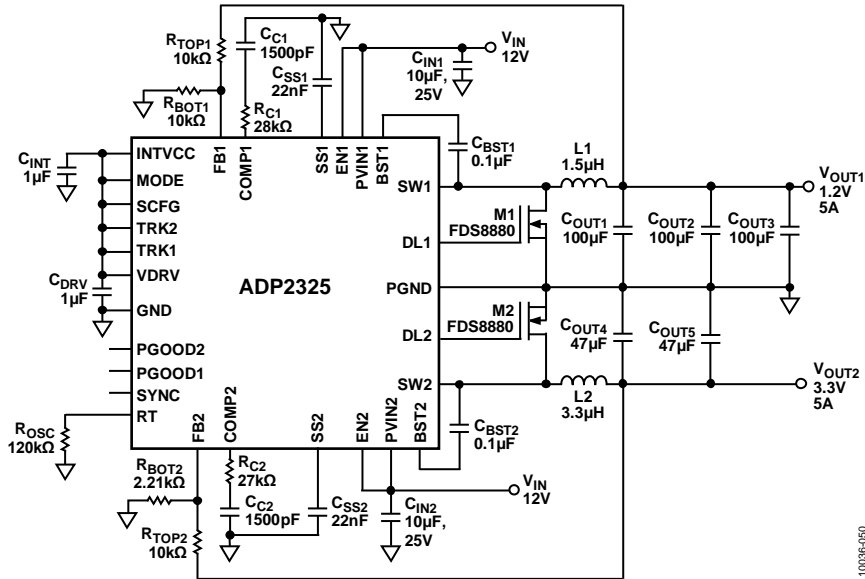 RTOP1
10kΩ
CC1
1500pF
CSS1
22nF
RBOT1
10kΩ
RC1
28kΩ
CIN1
10µF,
25V
VIN
12V
CINT
1µF
CDRV
1µF
FB1
COMP1
SS1
EN1
PVIN1
BST1
INTVCC
MODE
SCFG
TRK2
TRK1
VDRV
GND
PGOOD2
PGOOD1
SYNC
RT
ADP2325
SW1
DL1
PGND
DL2
SW2
FB2
COMP2
SS2
EN2
PVIN2
BST2
CBST1
0.1µF
L1
1.5µH
M1
FDS8880
COUT1
100µF
COUT2
100µF
COUT3
100µF
VOUT1
1.2V
5A
M2
FDS8880
COUT4
47µF
COUT5
47µF
L2
3.3µH
VOUT2
3.3V
5A
CBST2
0.1µF
ROSC
120kΩ
RBOT2
2.21kΩ
RTOP2
10kΩ
RC2
27kΩ
CC2
1500pF
CSS2
22nF
CIN2
10µF,
25V
VIN
12V
10036-050